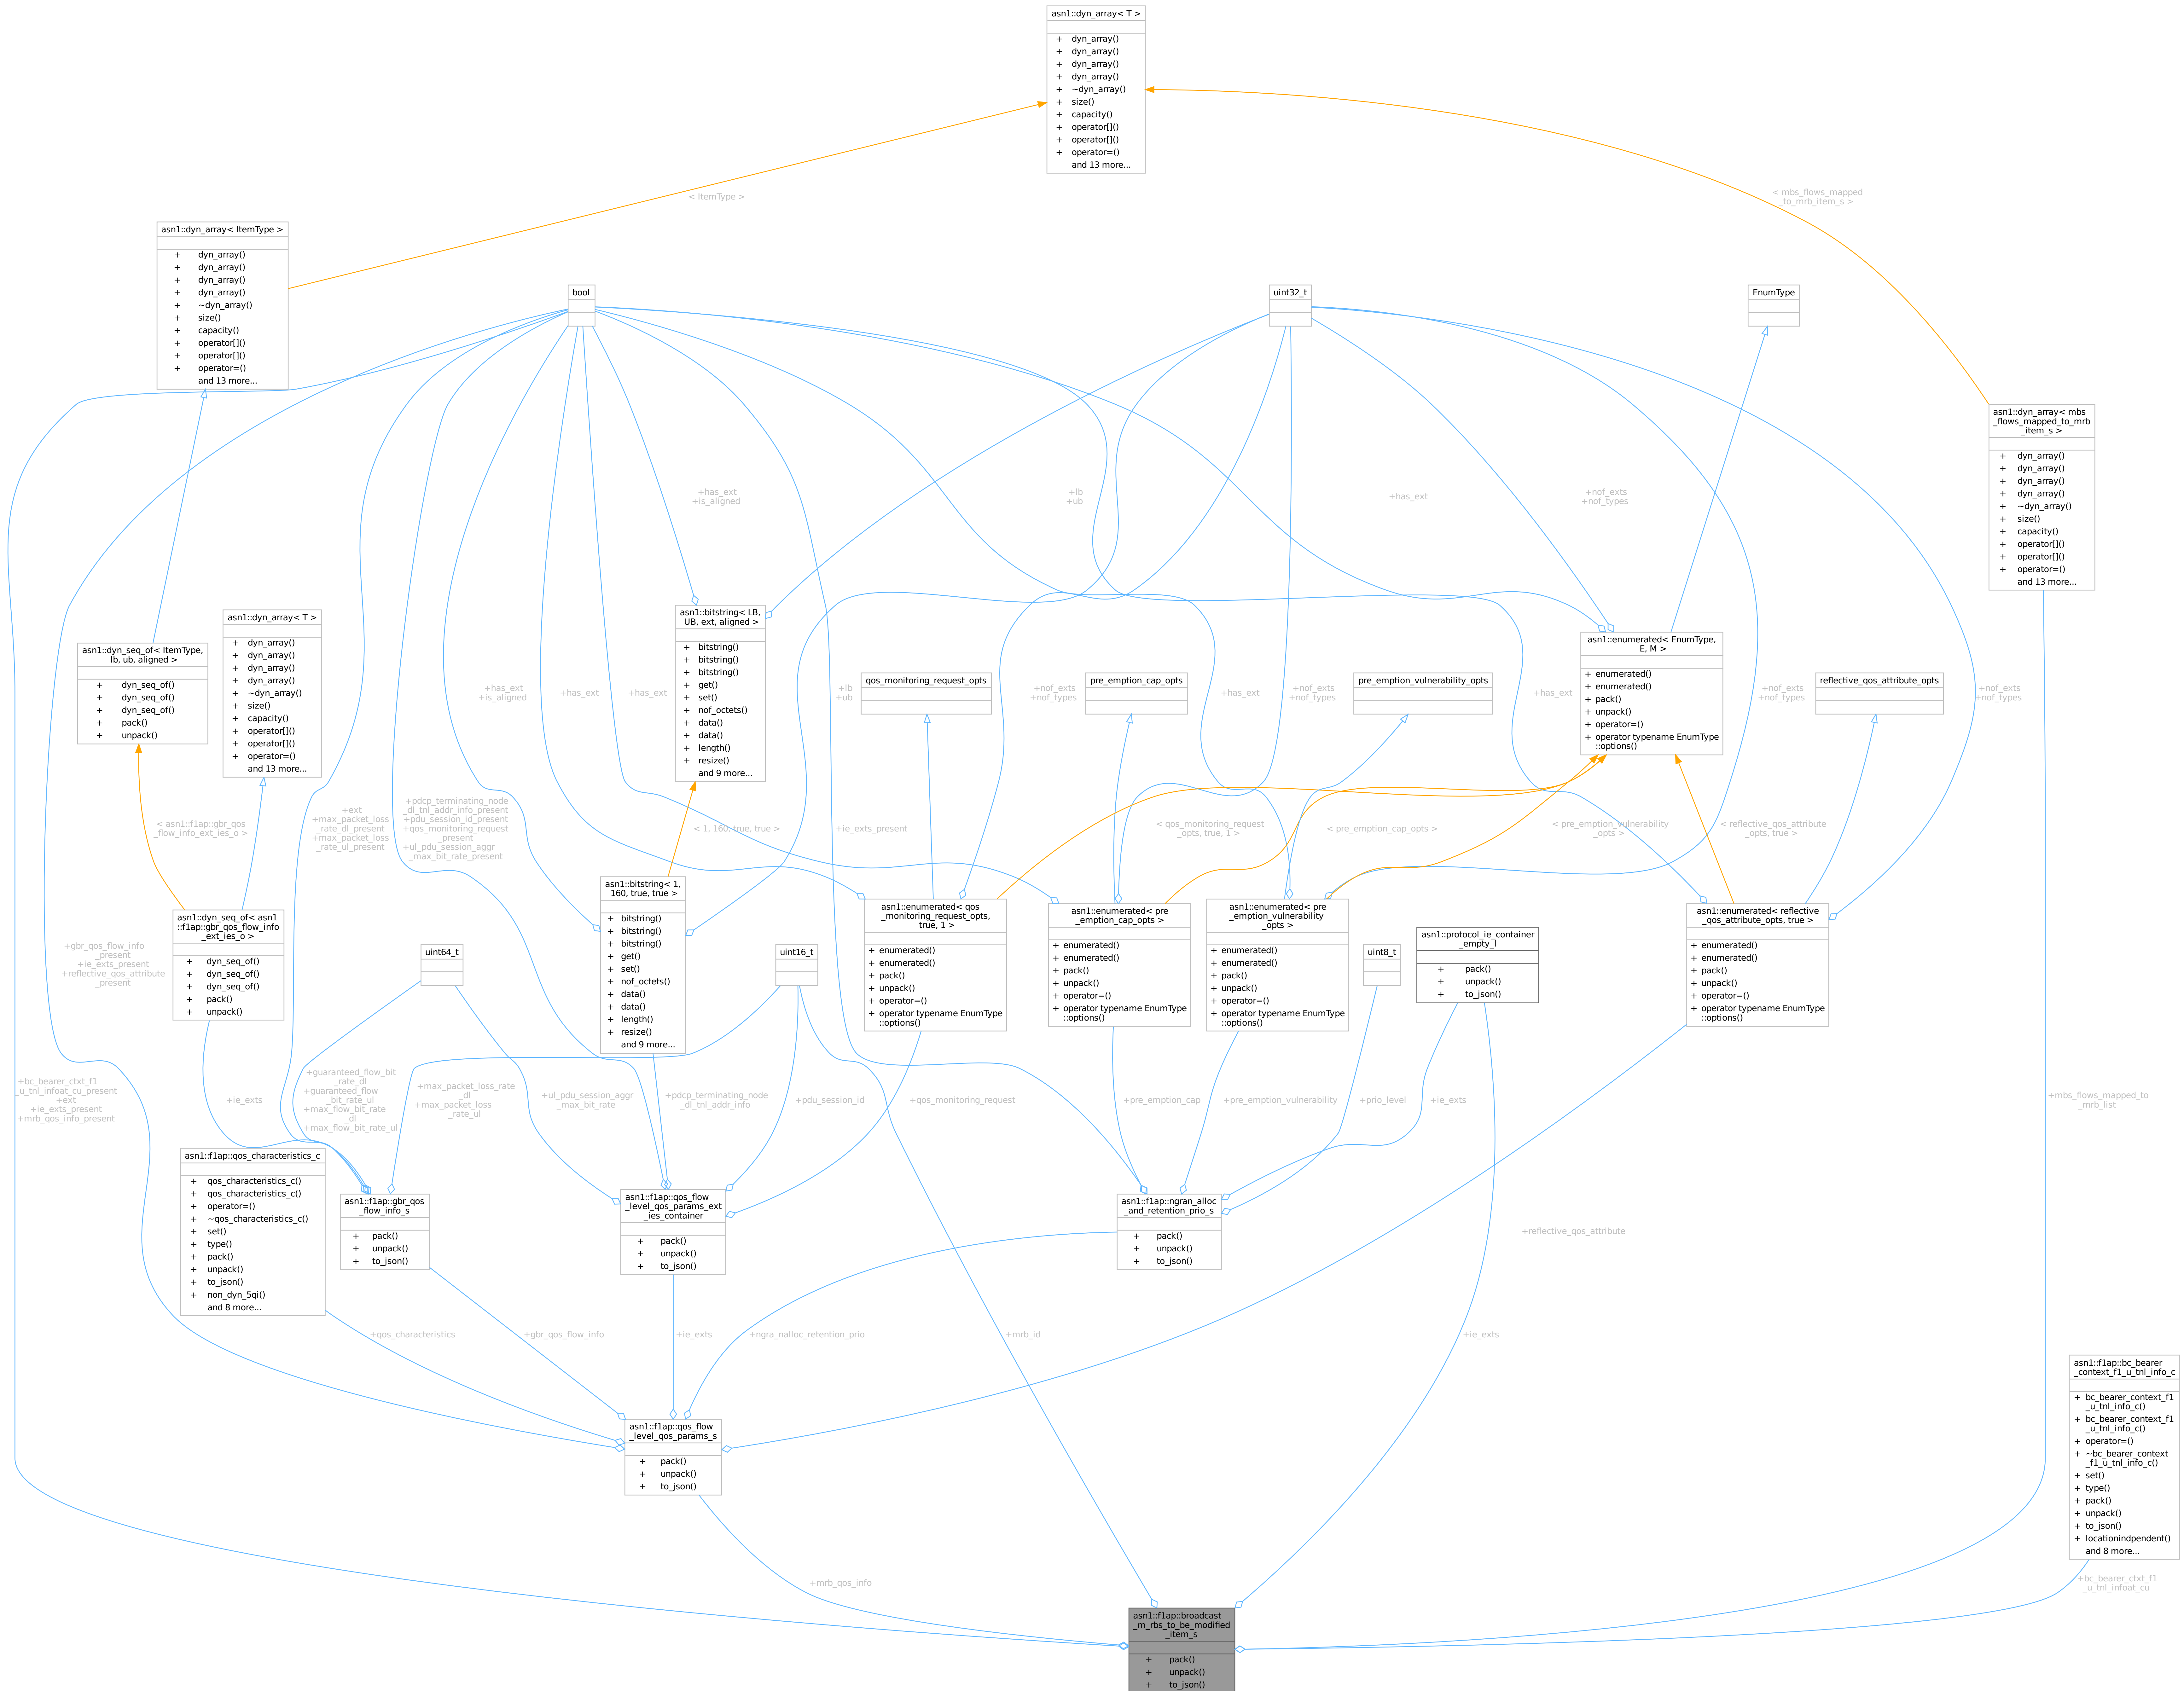 asn1::dyn_array< T >
+ dyn_array()
+ dyn_array()
+ dyn_array()
+ dyn_array()
+ ~dyn_array()
+ size()
+ capacity()
+ operator[]()
+ operator[]()
+ operator=()
and 13 more...
< ItemType >
< mbs_flows_mapped
_to_mrb_item_s >
asn1::dyn_array< ItemType >
+ dyn_array()
+ dyn_array()
+ dyn_array()
+ dyn_array()
+ ~dyn_array()
+ size()
+ capacity()
+ operator[]()
+ operator[]()
+ operator=()
and 13 more...
bool
uint32_t
EnumType
asn1::dyn_array< mbs
_flows_mapped_to_mrb
_item_s >
+ dyn_array()
+ dyn_array()
+ dyn_array()
+ dyn_array()
+ ~dyn_array()
+ size()
+ capacity()
+ operator[]()
+ operator[]()
+ operator=()
and 13 more...
+has_ext
+is_aligned
+lb
+ub
+has_ext
+nof_exts
+nof_types
asn1::dyn_seq_of< ItemType,
lb, ub, aligned >
+ dyn_seq_of()
+ dyn_seq_of()
+ dyn_seq_of()
+ pack()
+ unpack()
asn1::dyn_array< T >
+ dyn_array()
+ dyn_array()
+ dyn_array()
+ dyn_array()
+ ~dyn_array()
+ size()
+ capacity()
+ operator[]()
+ operator[]()
+ operator=()
and 13 more...
asn1::bitstring< LB,
UB, ext, aligned >
+ bitstring()
+ bitstring()
+ bitstring()
+ get()
+ set()
+ nof_octets()
+ data()
+ data()
+ length()
+ resize()
and 9 more...
asn1::enumerated< EnumType,
E, M >
+ enumerated()
+ enumerated()
+ pack()
+ unpack()
+ operator=()
+ operator typename EnumType
::options()
qos_monitoring_request_opts
pre_emption_cap_opts
pre_emption_vulnerability_opts
reflective_qos_attribute_opts
+has_ext
+is_aligned
+has_ext
+has_ext
+lb
+ub
+nof_exts
+nof_types
+has_ext
+nof_exts
+nof_types
+has_ext
+nof_exts
+nof_types
+nof_exts
+nof_types
< asn1::f1ap::gbr_qos
_flow_info_ext_ies_o >
+ext
+max_packet_loss
_rate_dl_present
+max_packet_loss
_rate_ul_present
+pdcp_terminating_node
_dl_tnl_addr_info_present
+pdu_session_id_present
+qos_monitoring_request
_present
+ul_pdu_session_aggr
_max_bit_rate_present
< 1, 160, true, true >
+ie_exts_present
< qos_monitoring_request
_opts, true, 1 >
< pre_emption_cap_opts >
< pre_emption_vulnerability
_opts >
< reflective_qos_attribute
_opts, true >
asn1::dyn_seq_of< asn1
::f1ap::gbr_qos_flow_info
_ext_ies_o >
+ dyn_seq_of()
+ dyn_seq_of()
+ dyn_seq_of()
+ pack()
+ unpack()
asn1::bitstring< 1,
160, true, true >
+ bitstring()
+ bitstring()
+ bitstring()
+ get()
+ set()
+ nof_octets()
+ data()
+ data()
+ length()
+ resize()
and 9 more...
asn1::enumerated< qos
_monitoring_request_opts,
true, 1 >
+ enumerated()
+ enumerated()
+ pack()
+ unpack()
+ operator=()
+ operator typename EnumType
::options()
asn1::enumerated< pre
_emption_cap_opts >
+ enumerated()
+ enumerated()
+ pack()
+ unpack()
+ operator=()
+ operator typename EnumType
::options()
asn1::enumerated< pre
_emption_vulnerability
_opts >
+ enumerated()
+ enumerated()
+ pack()
+ unpack()
+ operator=()
+ operator typename EnumType
::options()
asn1::enumerated< reflective
_qos_attribute_opts, true >
+ enumerated()
+ enumerated()
+ pack()
+ unpack()
+ operator=()
+ operator typename EnumType
::options()
uint64_t
uint16_t
uint8_t
asn1::protocol_ie_container
_empty_l
+ pack()
+ unpack()
+ to_json()
+gbr_qos_flow_info
_present
+ie_exts_present
+reflective_qos_attribute
_present
+bc_bearer_ctxt_f1
_u_tnl_infoat_cu_present
+ext
+ie_exts_present
+mrb_qos_info_present
+ie_exts
+guaranteed_flow_bit
_rate_dl
+guaranteed_flow
_bit_rate_ul
+max_flow_bit_rate
_dl
+max_flow_bit_rate_ul
+max_packet_loss_rate
_dl
+max_packet_loss
_rate_ul
+ul_pdu_session_aggr
_max_bit_rate
+pdcp_terminating_node
_dl_tnl_addr_info
+pdu_session_id
+qos_monitoring_request
+pre_emption_cap
+pre_emption_vulnerability
+prio_level
+ie_exts
+mbs_flows_mapped_to
_mrb_list
asn1::f1ap::qos_characteristics_c
+ qos_characteristics_c()
+ qos_characteristics_c()
+ operator=()
+ ~qos_characteristics_c()
+ set()
+ type()
+ pack()
+ unpack()
+ to_json()
+ non_dyn_5qi()
and 8 more...
asn1::f1ap::gbr_qos
_flow_info_s
+ pack()
+ unpack()
+ to_json()
asn1::f1ap::qos_flow
_level_qos_params_ext
_ies_container
+ pack()
+ unpack()
+ to_json()
asn1::f1ap::ngran_alloc
_and_retention_prio_s
+ pack()
+ unpack()
+ to_json()
+reflective_qos_attribute
+qos_characteristics
+gbr_qos_flow_info
+ie_exts
+ngra_nalloc_retention_prio
+mrb_id
+ie_exts
asn1::f1ap::bc_bearer
_context_f1_u_tnl_info_c
+ bc_bearer_context_f1
_u_tnl_info_c()
+ bc_bearer_context_f1
_u_tnl_info_c()
+ operator=()
+ ~bc_bearer_context
_f1_u_tnl_info_c()
+ set()
+ type()
+ pack()
+ unpack()
+ to_json()
+ locationindpendent()
and 8 more...
asn1::f1ap::qos_flow
_level_qos_params_s
+ pack()
+ unpack()
+ to_json()
+mrb_qos_info
+bc_bearer_ctxt_f1
_u_tnl_infoat_cu
asn1::f1ap::broadcast
_m_rbs_to_be_modified
_item_s
+ pack()
+ unpack()
+ to_json()